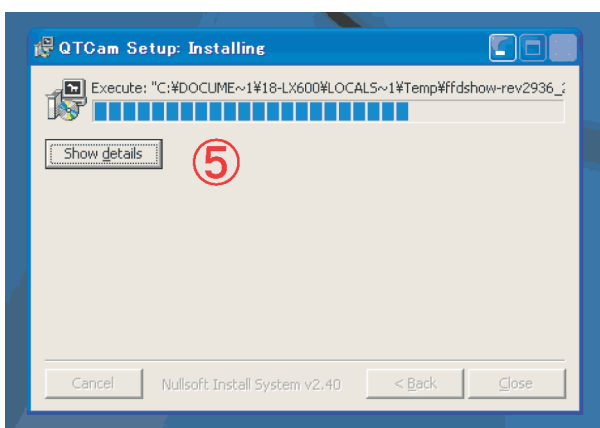 QTCam Setup: Installing
Execute: "C:¥DOCUME~1¥18-LX600¥LOCALS~1¥Temp¥ffdshow-rev2936_
Show details
⑤
Cancel
Nullsoft Install System v2.40
< Back
Close